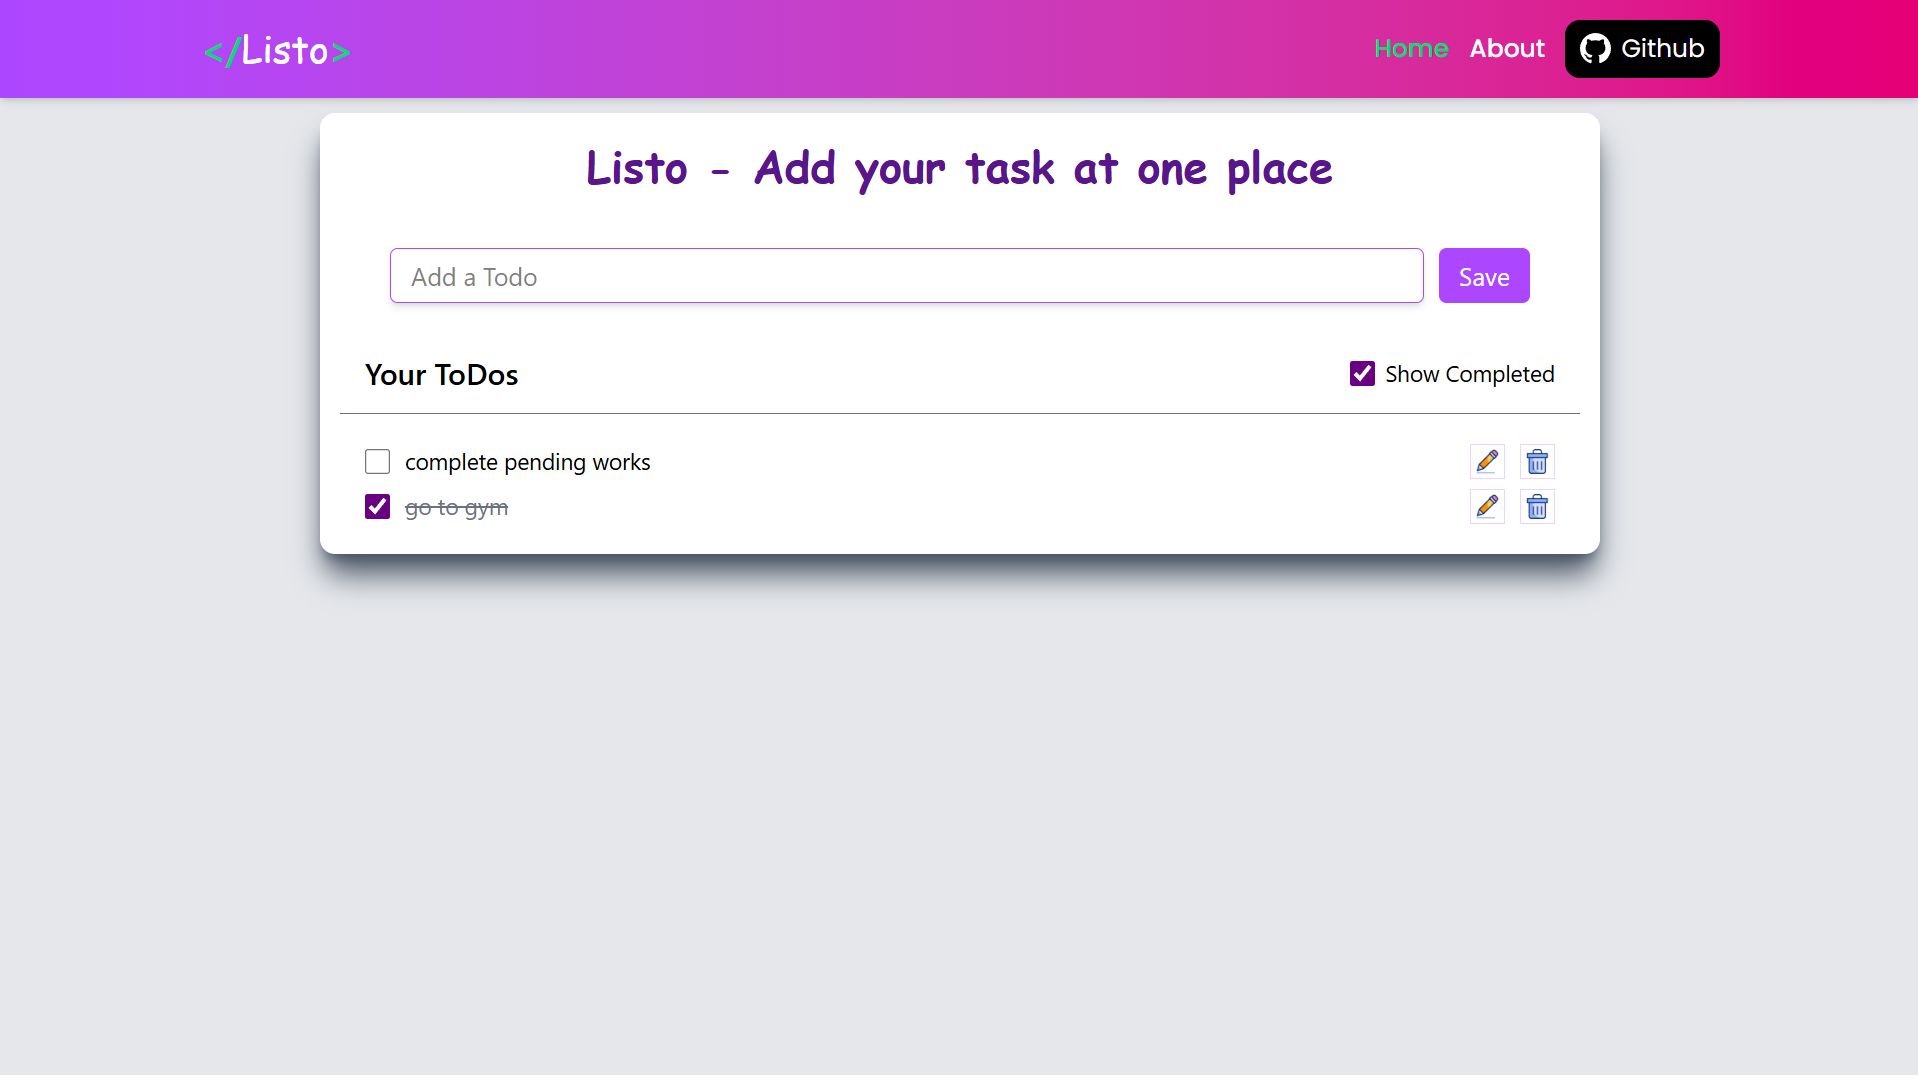 </Listo>
Home About Github
Listo - Add your task at one place
Add a Todo Save
Your ToDos Show Completed
complete pending works
go to gym